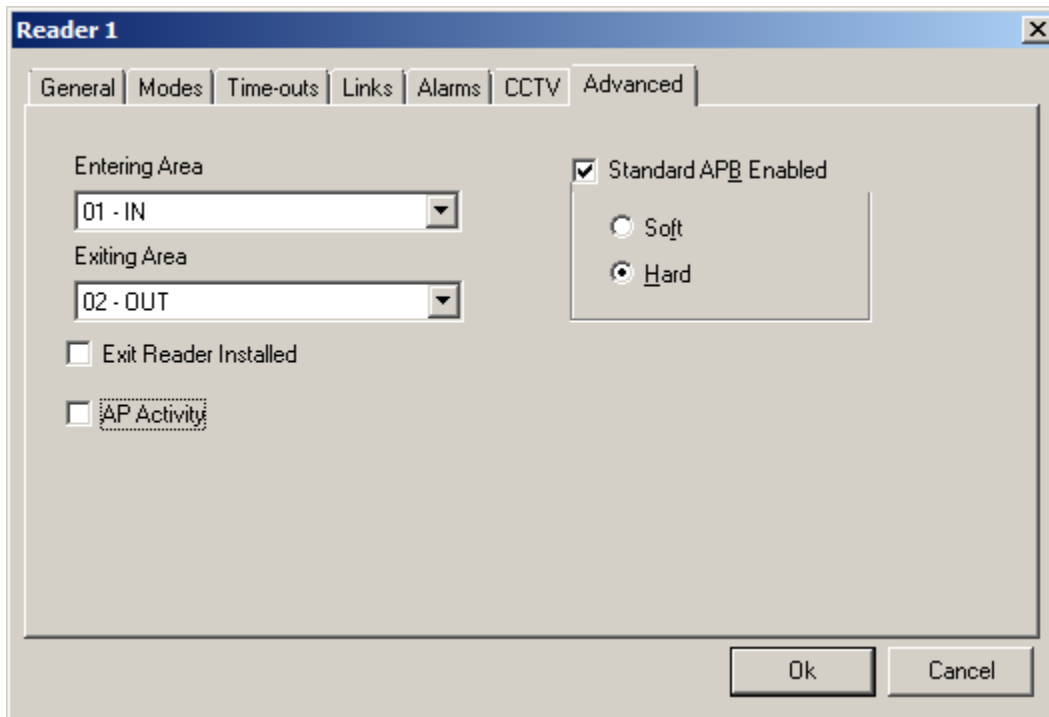 Reader 1
General Modes Time-outs Links Alarms CCTV Advanced
Entering Area
01 - IN
Exiting Area
02 - OUT
Exit Reader Installed
AP Activity
Standard APB Enabled
Soft
Hard
Ok Cancel